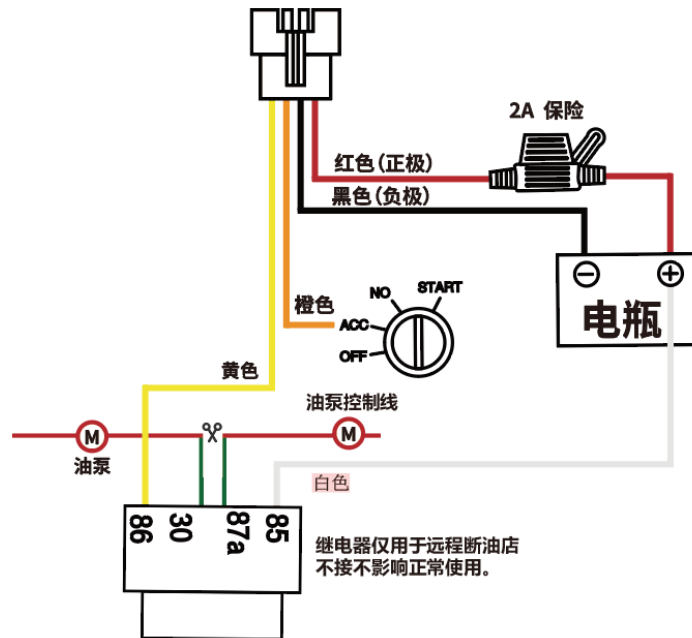 2A 保险
红色(正极)
黑色(负极)
橙色
NO
START
ACC
OFF
电瓶
黄色
油泵控制线
M
M
油泵
白色
86
30
87a
85
继电器仅用于远程断油店
不接不影响正常使用。